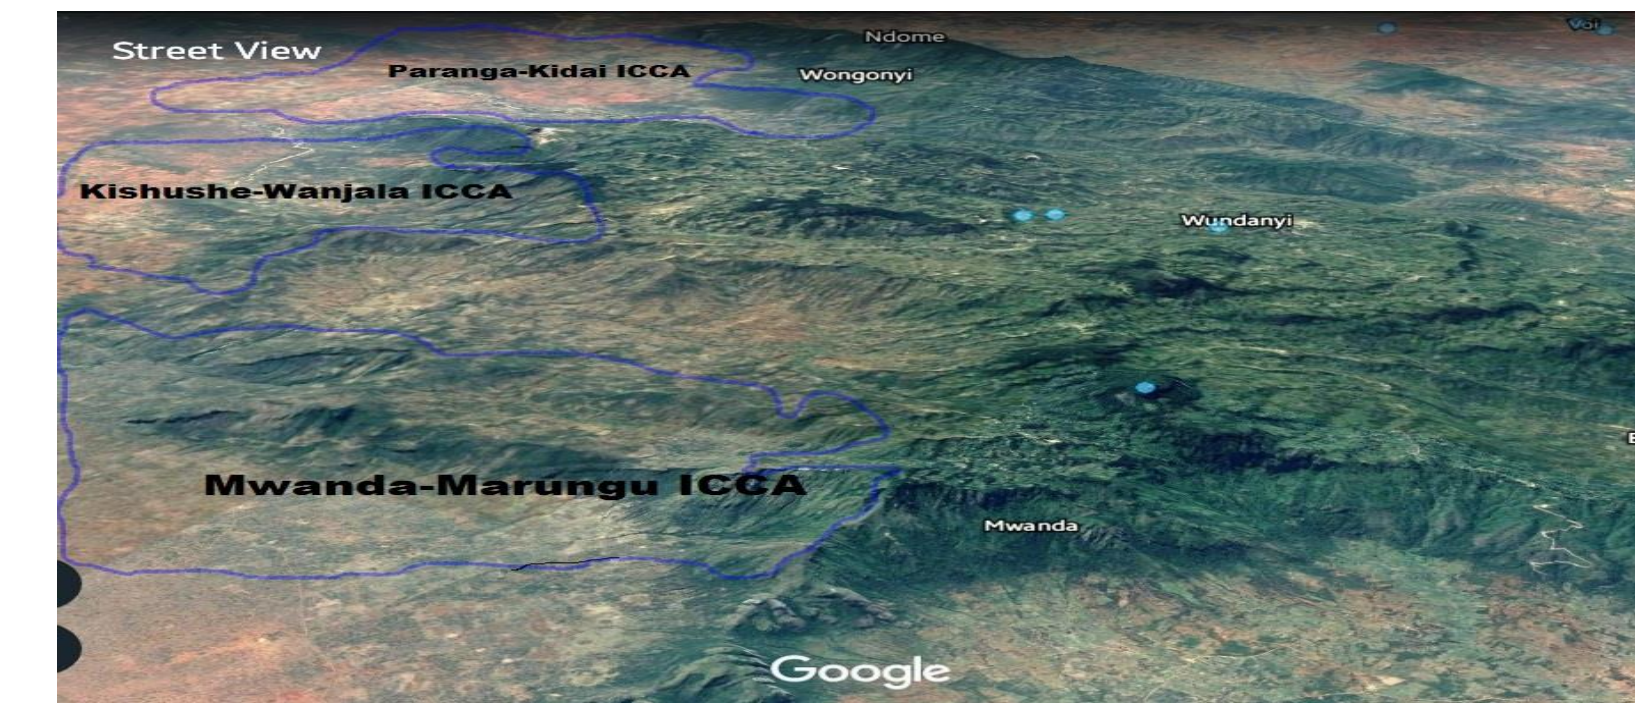 Ndome
Voi
Street View
Paranga-Kidai ICCA
Wongonyi
Kishushe-Wanjala ICCA
Wundanyi
Mwanda-Marungu ICCA
Mwanda
Google